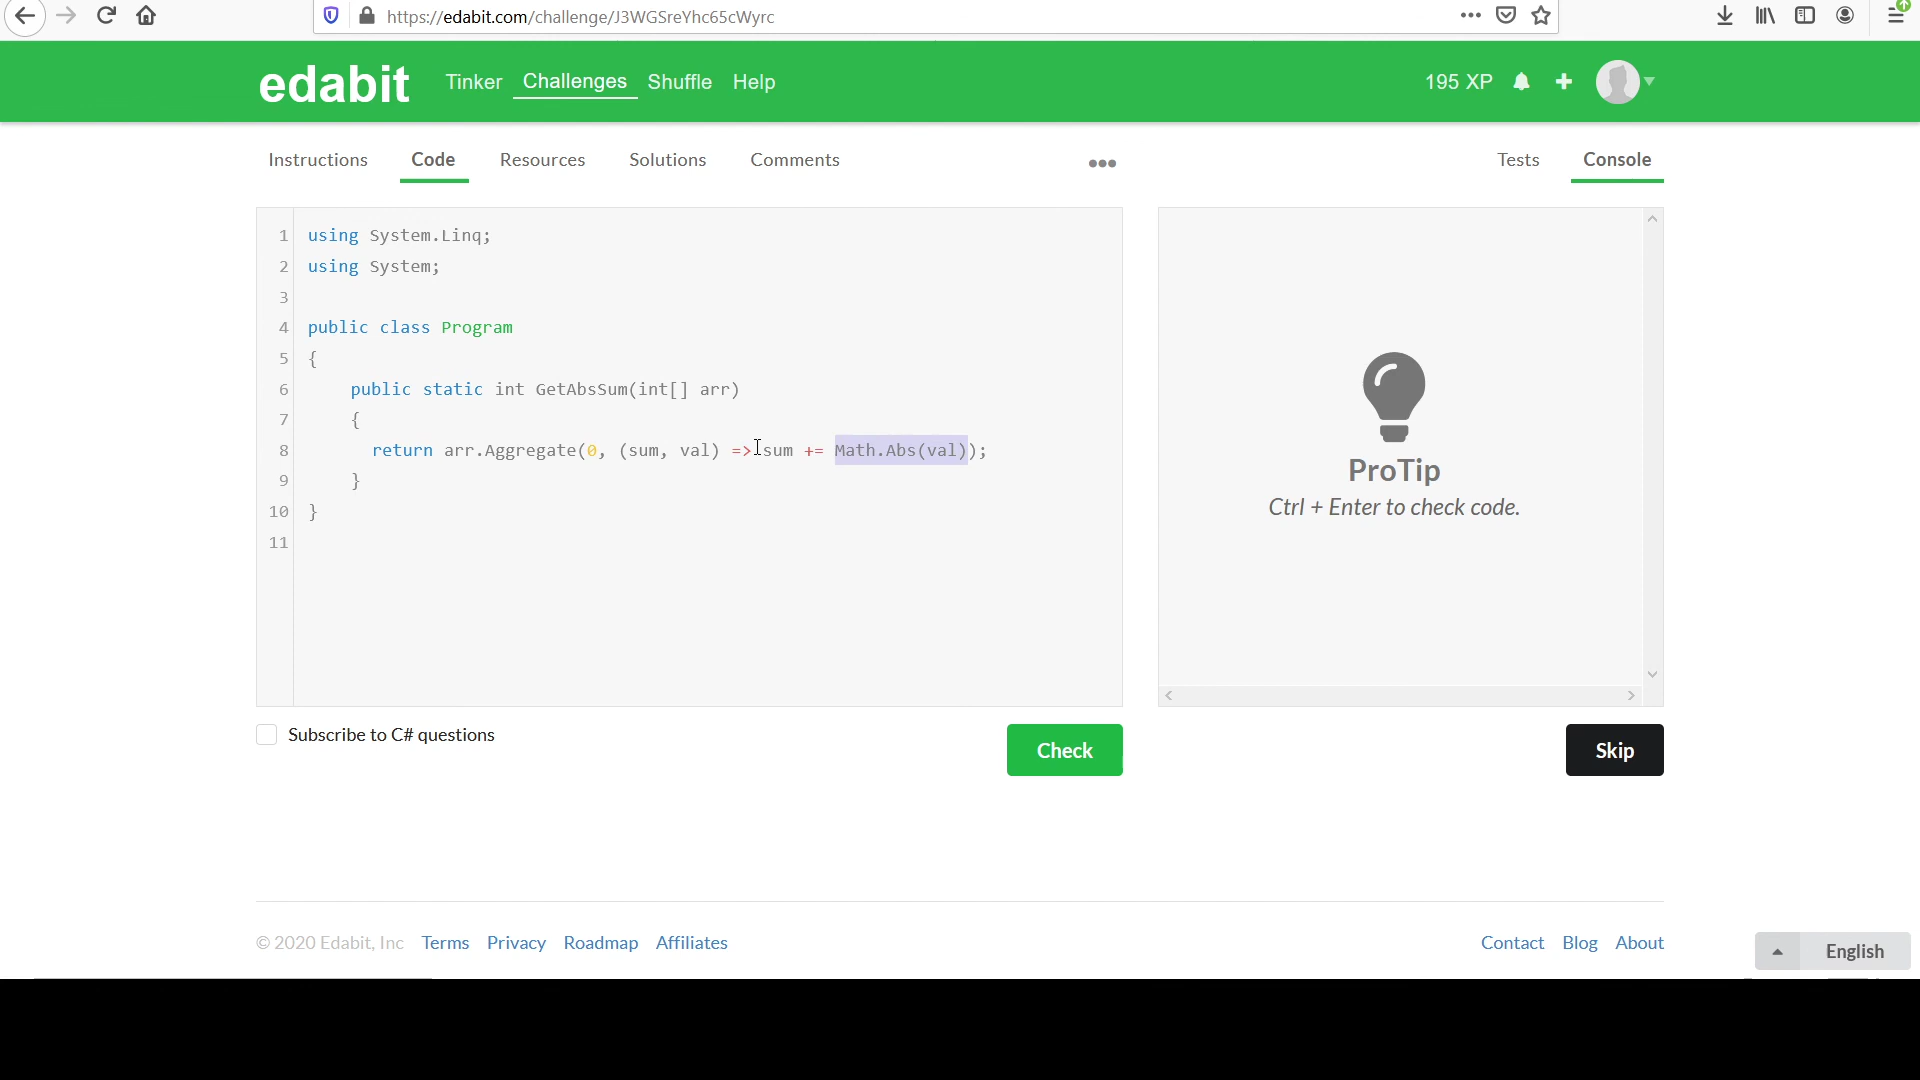 https://edabit.com/challenge/J3WGSreYhc65cWyrc
edabit Tinker Challenges Shuffle Help 195 XP
Instructions Code Resources Solutions Comments ••• Tests Console
1 using System.Linq;
2 using System;
3
4 public class Program
5 {
6 public static int GetAbsSum(int[] arr)
7 {
8 return arr.Aggregate(0, (sum, val) => sum += Math.Abs(val));
9 }
10 }
11
ProTip
Ctrl + Enter to check code.
Subscribe to C# questions
Check
Skip
© 2020 Edabit, Inc Terms Privacy Roadmap Affiliates Contact Blog About
English